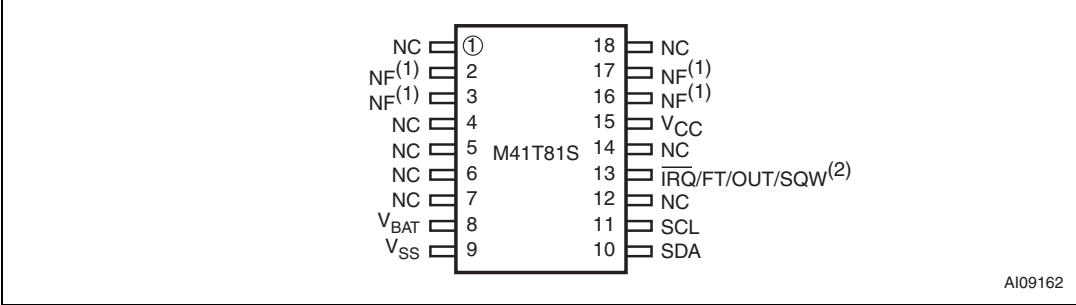 NC 1 18 NC
NF(1) 2 17 NF(1)
NF(1) 3 16 NF(1)
NC 4 15 VCC
NC 5 M41T81S 14 NC
NC 6 13 I̅R̅Q̅/FT/OUT/SQW(2)
NC 7 12 NC
VBAT 8 11 SCL
VSS 9 10 SDA
AI09162